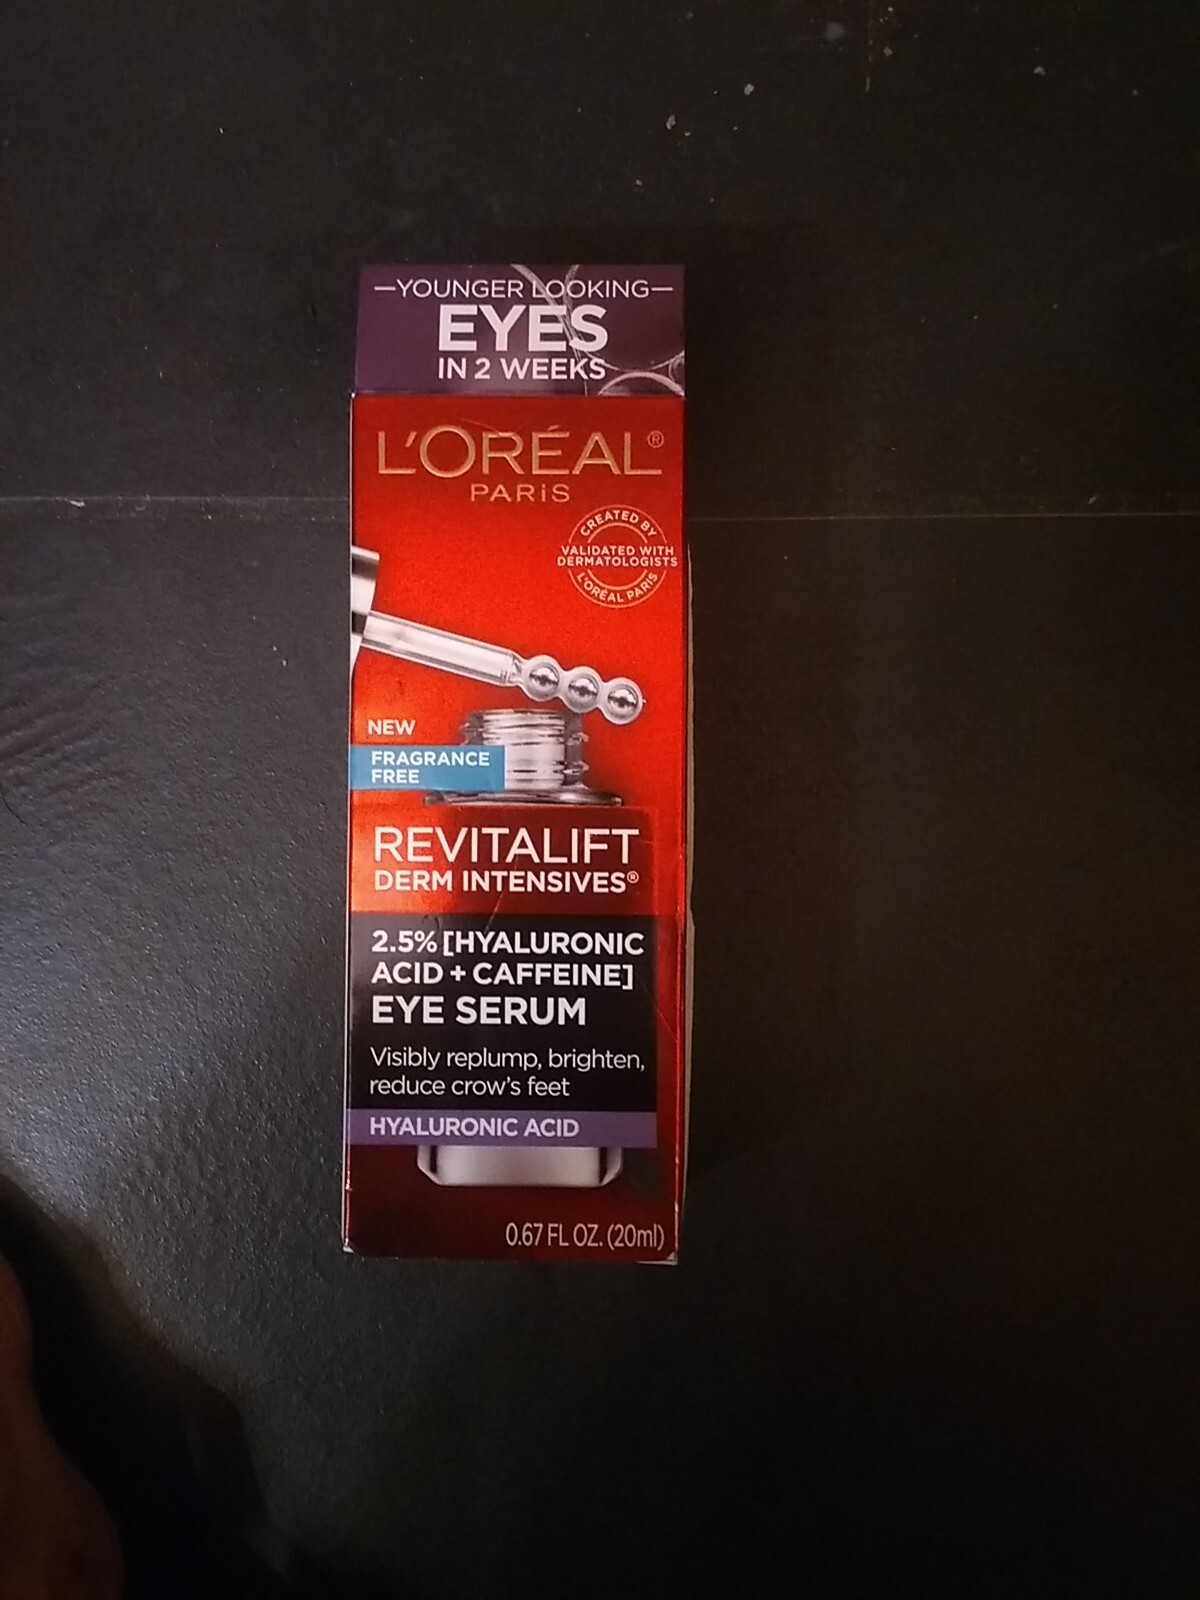 —YOUNGER LOOKING—
EYES
IN 2 WEEKS
L'ORÉAL®
PARiS
CREATED BY
VALIDATED WITH
DERMATOLOGISTS
L'ORÉAL PARIS
NEW
FRAGRANCE
FREE
REVITALIFT
DERM INTENSIVES®
2.5% [HYALURONIC
ACID + CAFFEINE]
EYE SERUM
Visibly replump, brighten,
reduce crow's feet
HYALURONIC ACID
0.67 FL OZ. (20ml)